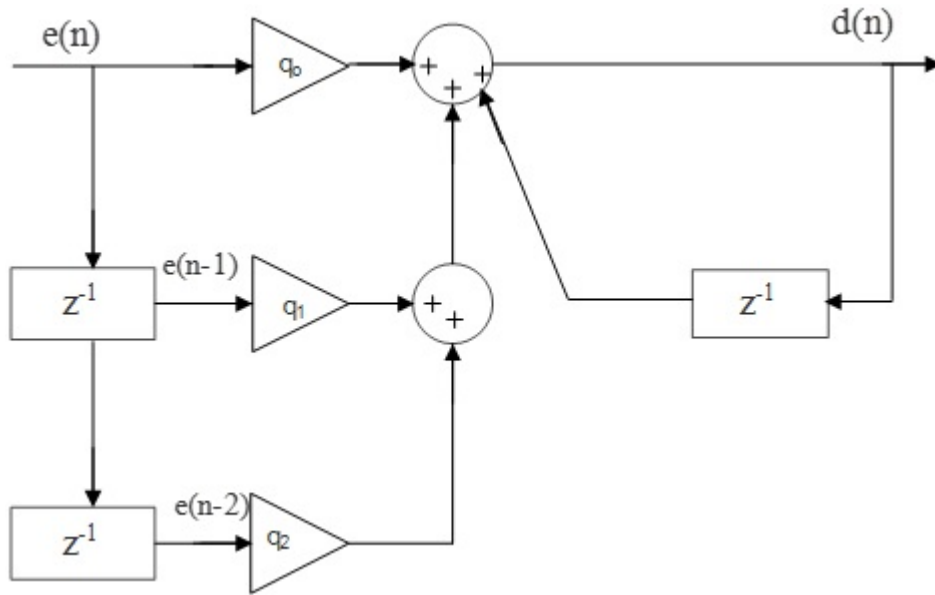 e(n)
d(n)
q₀
+ + +
z⁻¹
e(n-1)
q₁
+ +
z⁻¹
e(n-2)
z⁻¹
q₂